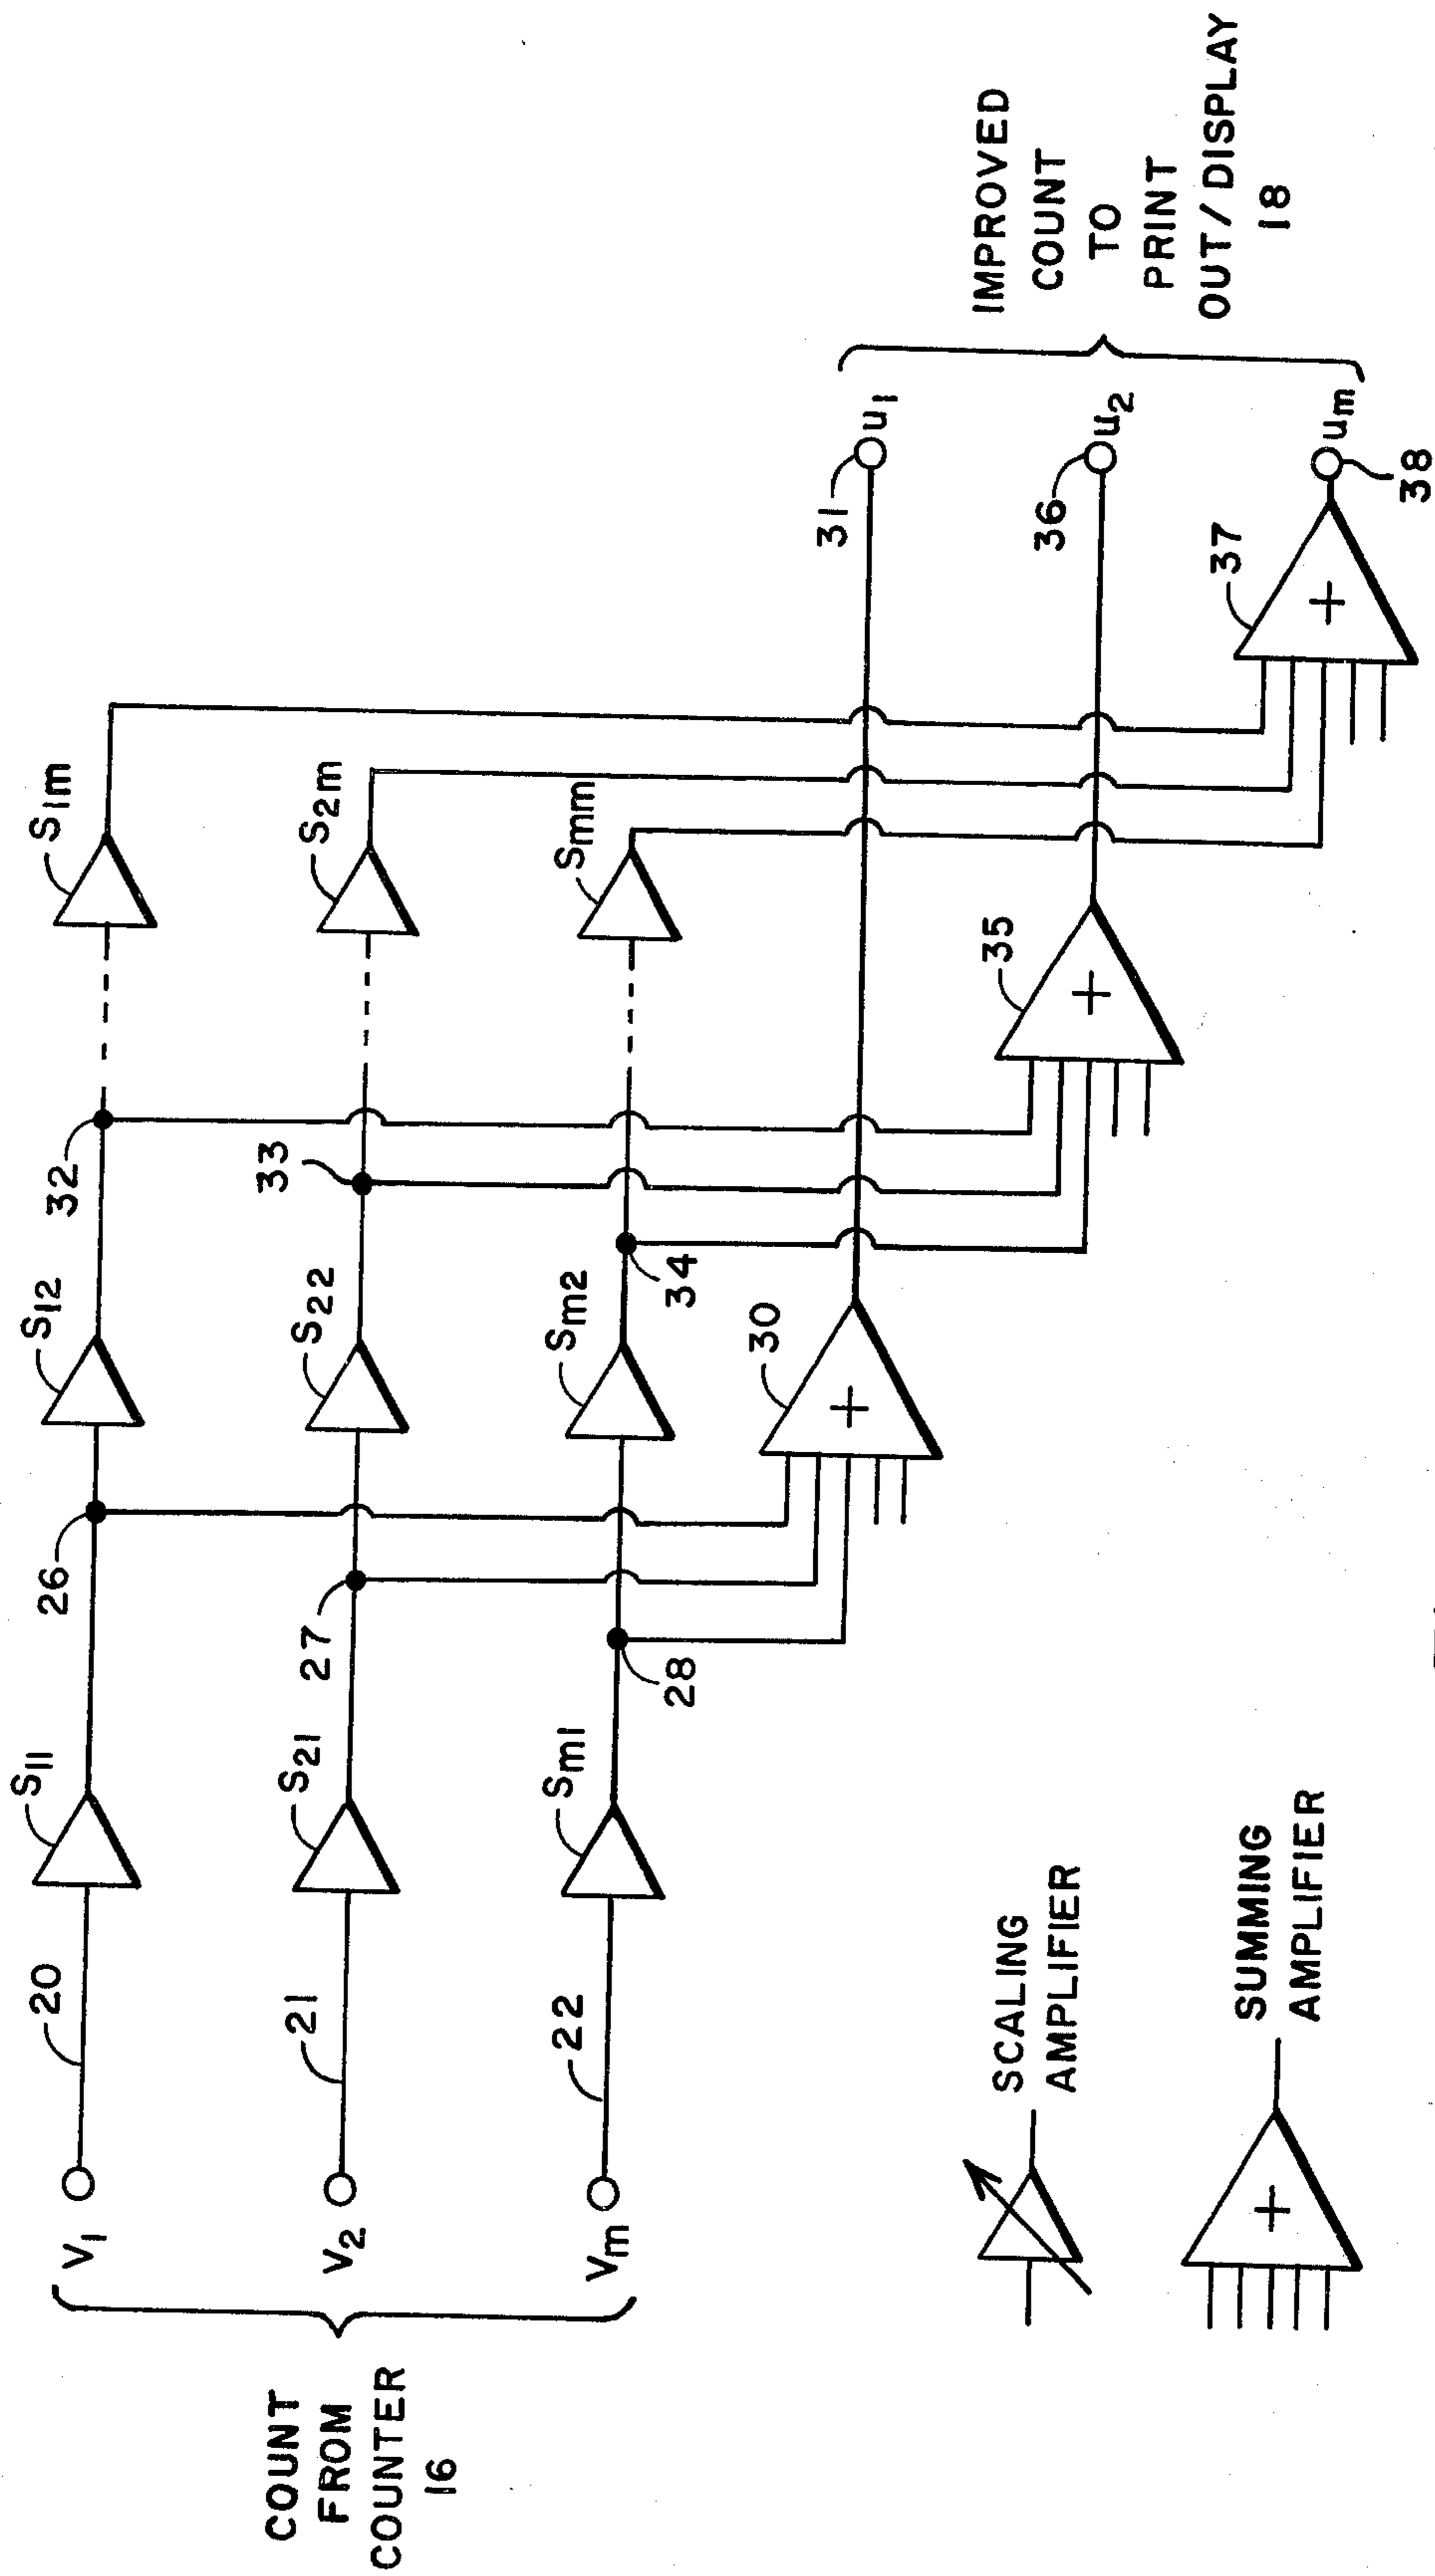 COUNT
FROM
COUNTER
16
V1
V2
Vm
20
21
22
S11
S21
Sm1
26
27
28
S12
S22
Sm2
30
32
33
34
35
S1m
S2m
Smm
37
31
36
38
u1
u2
um
+
+
+
IMPROVED
COUNT
TO
PRINT
OUT/DISPLAY
18
SCALING
AMPLIFIER
+
SUMMING
AMPLIFIER